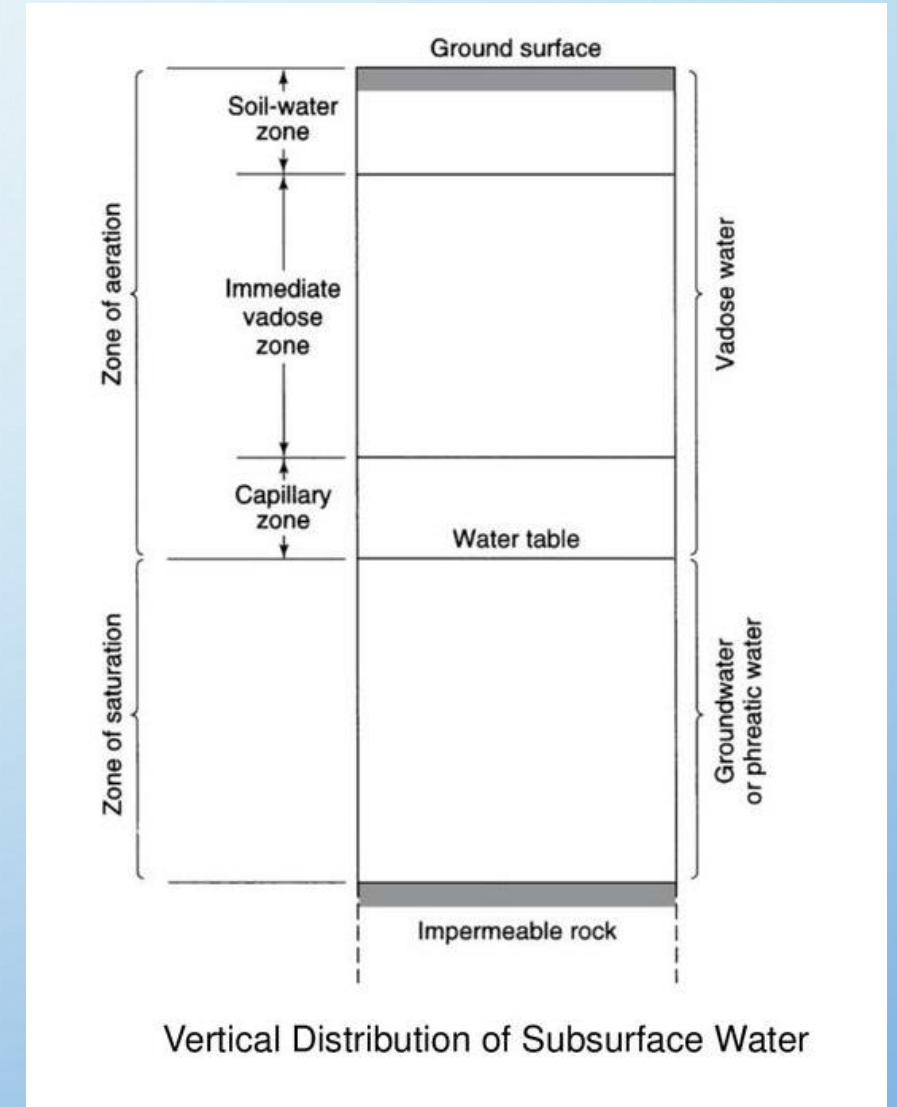 Ground surface
Soil-water
zone
Zone of aeration
Immediate
vadose
zone
Vadose water
Capillary
zone
Water table
Zone of saturation
Groundwater
or phreatic water
Impermeable rock
Vertical Distribution of Subsurface Water